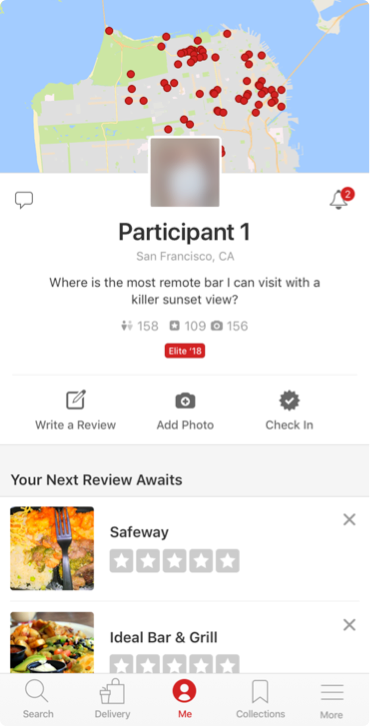 2
Participant 1
San Francisco, CA
Where is the most remote bar I can visit with a
killer sunset view?
158 109 156
Elite '18
Write a Review Add Photo Check In
Your Next Review Awaits
Safeway
Ideal Bar & Grill
Search Delivery Me Collections More